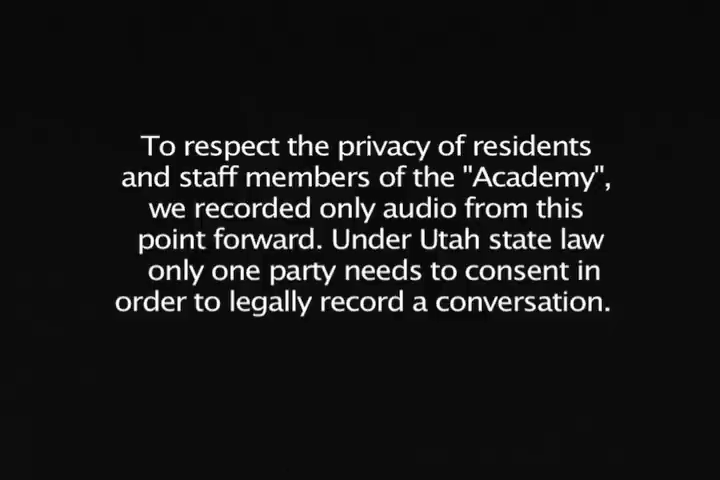 To respect the privacy of residents
and staff members of the "Academy",
we recorded only audio from this
point forward. Under Utah state law
only one party needs to consent in
order to legally record a conversation.